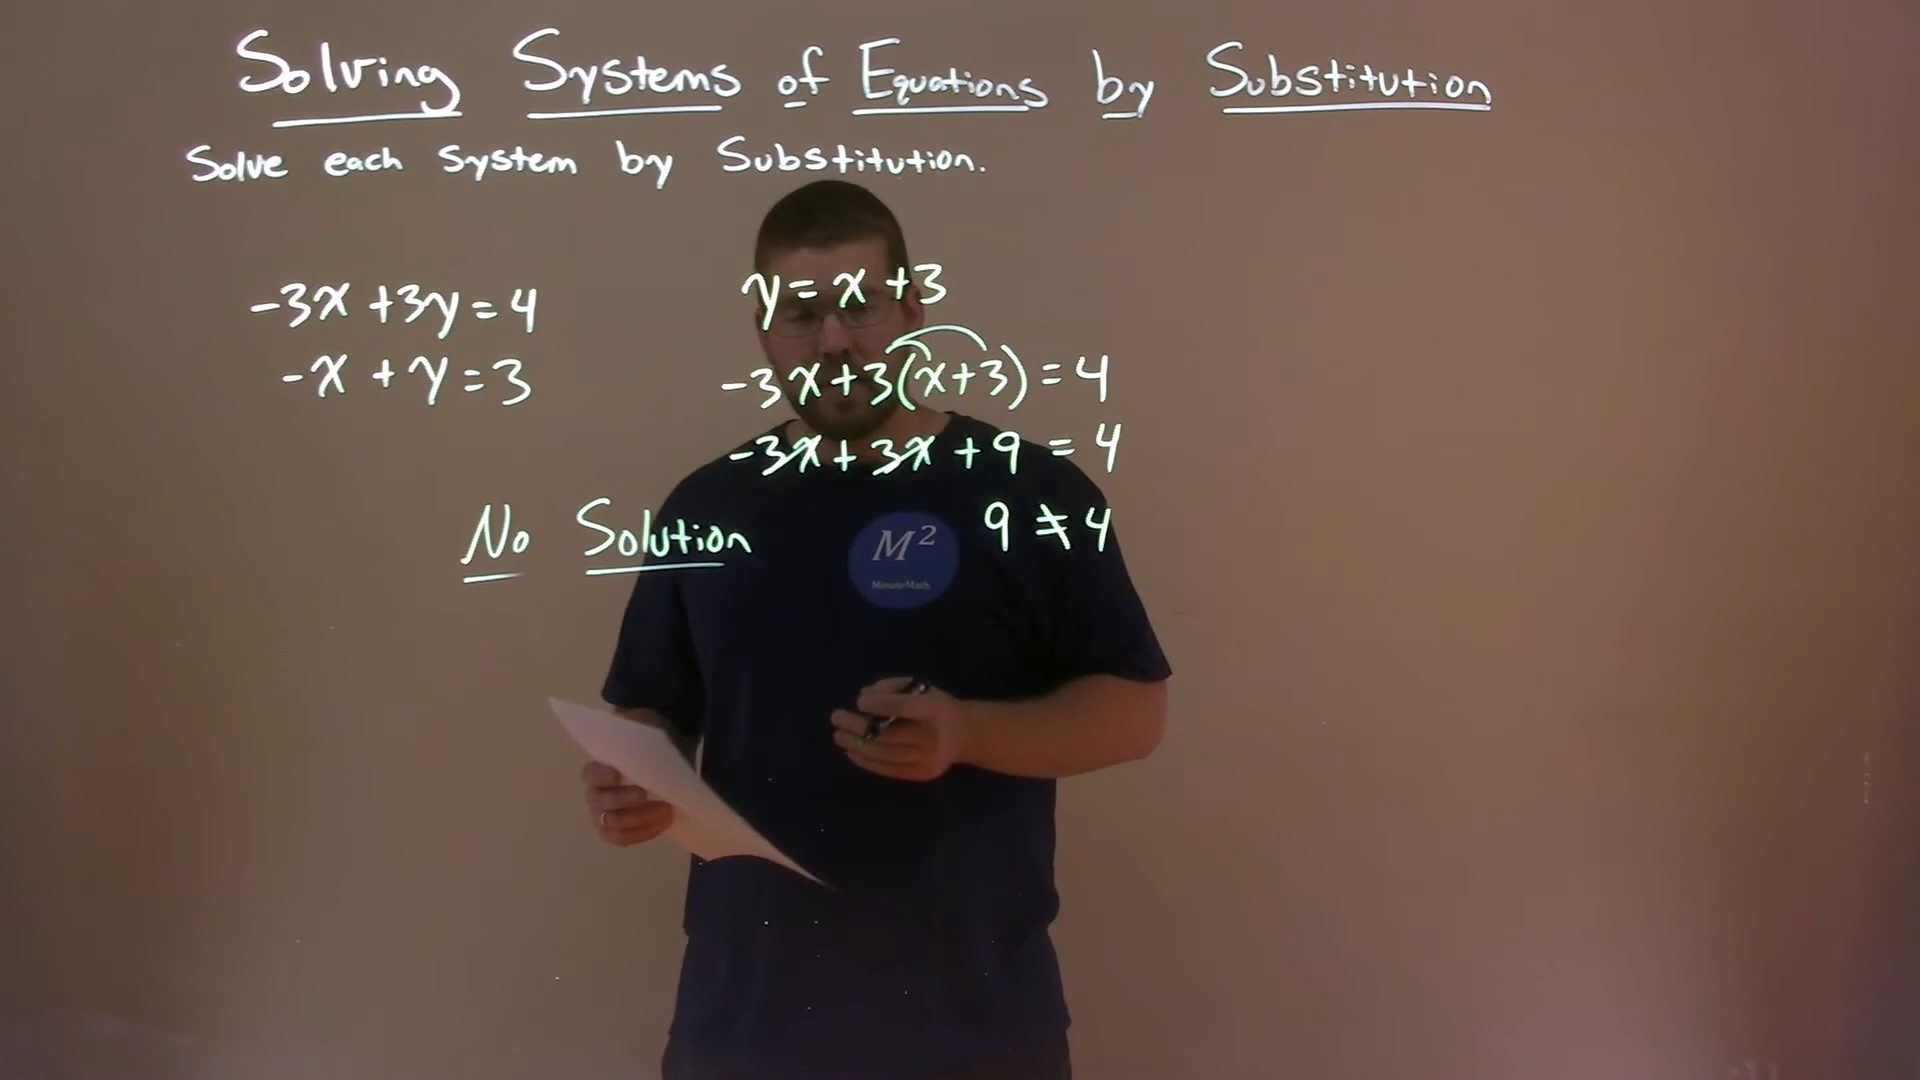 Solving Systems of Equations by Substitution
Solve each system by Substitution.
-3x+3y=4
-x+y=3
y=x+3
-3x+3(x+3)=4
-3x+3x+9=4
9≠4
No Solution
M²
MinuteMath